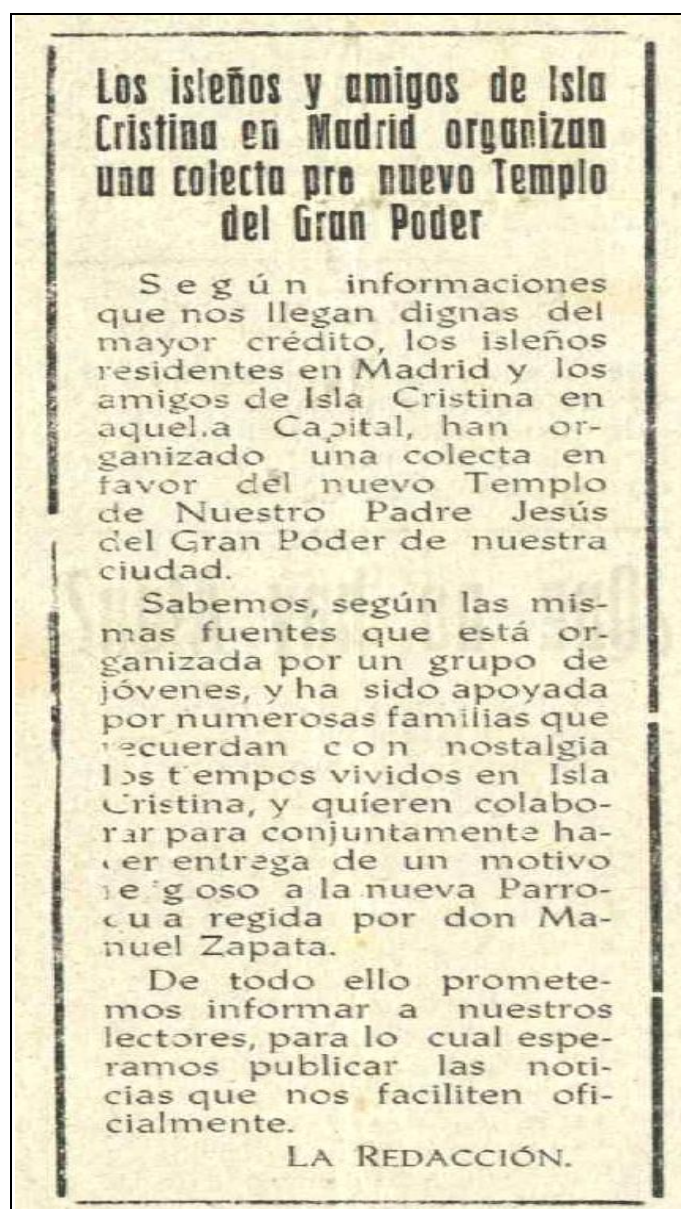 Los isleños y amigos de Isla
Cristina en Madrid organizan
una colecta pro nuevo Templo
del Gran Poder
Según informaciones
que nos llegan dignas del
mayor crédito, los isleños
residentes en Madrid y los
amigos de Isla Cristina en
aquel.a Capital, han or-
ganizado una colecta en
favor del nuevo Templo
de Nuestro Padre Jesús
del Gran Poder de nuestra
ciudad.
Sabemos, según las mis-
mas fuentes que está or-
ganizada por un grupo de
jóvenes, y ha sido apoyada
por numerosas familias que
recuerdan con nostalgia
los tiempos vividos en Isla
Cristina, y quieren colabo-
rar para conjuntamente ha-
cer entrega de un motivo
religioso a la nueva Parro-
quia regida por don Ma-
nuel Zapata.
De todo ello promete-
mos informar a nuestros
lectores, para lo cual espe-
ramos publicar las noti-
cias que nos faciliten ofi-
cialmente.
LA REDACCIÓN.